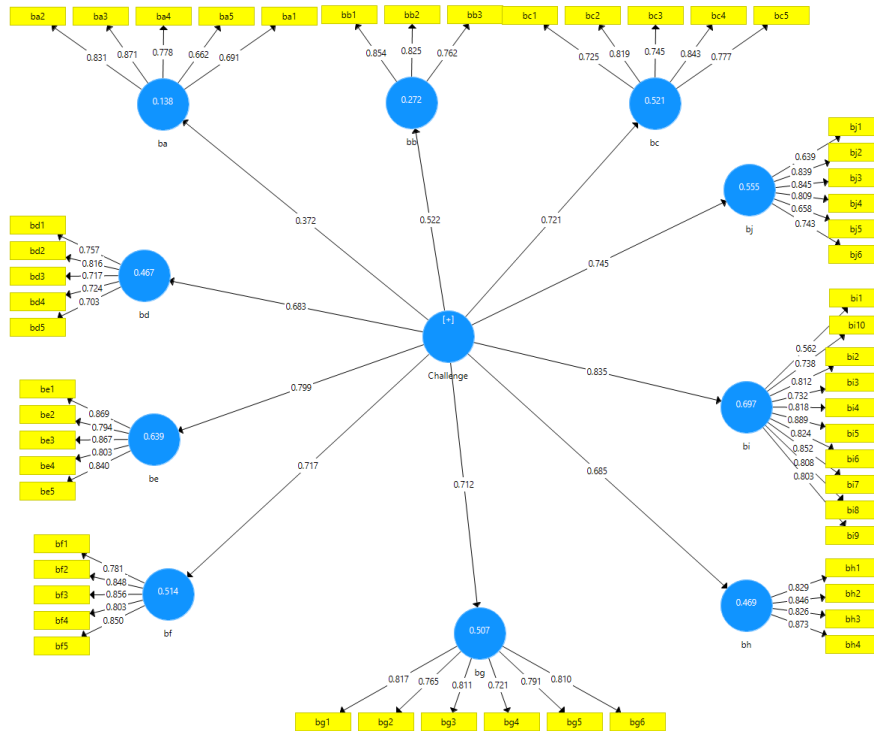 ba2 ba3 ba4 ba5 ba1 bb1 bb2 bb3 bc1 bc2 bc3 bc4 bc5
0.831 0.871 0.778 0.662 0.691 0.854 0.825 0.762 0.725 0.819 0.745 0.843 0.777
0.138 0.272 0.521
ba bb bc
bj1
bj2
bj3
bj4
bj5
bj6
0.639
0.839
0.845
0.809
0.658
0.743
0.555
bj
0.372 0.522 0.721
0.745
bd1
bd2
bd3
bd4
bd5
0.757
0.816
0.717
0.724
0.703
0.467
bd
0.683
[+]
Challenge
0.835
bi1
bi10
bi2
bi3
bi4
bi5
bi6
bi7
bi8
bi9
0.562
0.738
0.812
0.732
0.818
0.889
0.824
0.852
0.808
0.803
0.697
bi
0.799
be1
be2
be3
be4
be5
0.869
0.794
0.867
0.803
0.840
0.639
be
0.717 0.712 0.685
bf1
bf2
bf3
bf4
bf5
0.781
0.848
0.856
0.803
0.850
0.514
bf
bh1
bh2
bh3
bh4
0.829
0.846
0.826
0.873
0.469
bh
0.507
bg
0.817 0.765 0.811 0.721 0.791 0.810
bg1 bg2 bg3 bg4 bg5 bg6